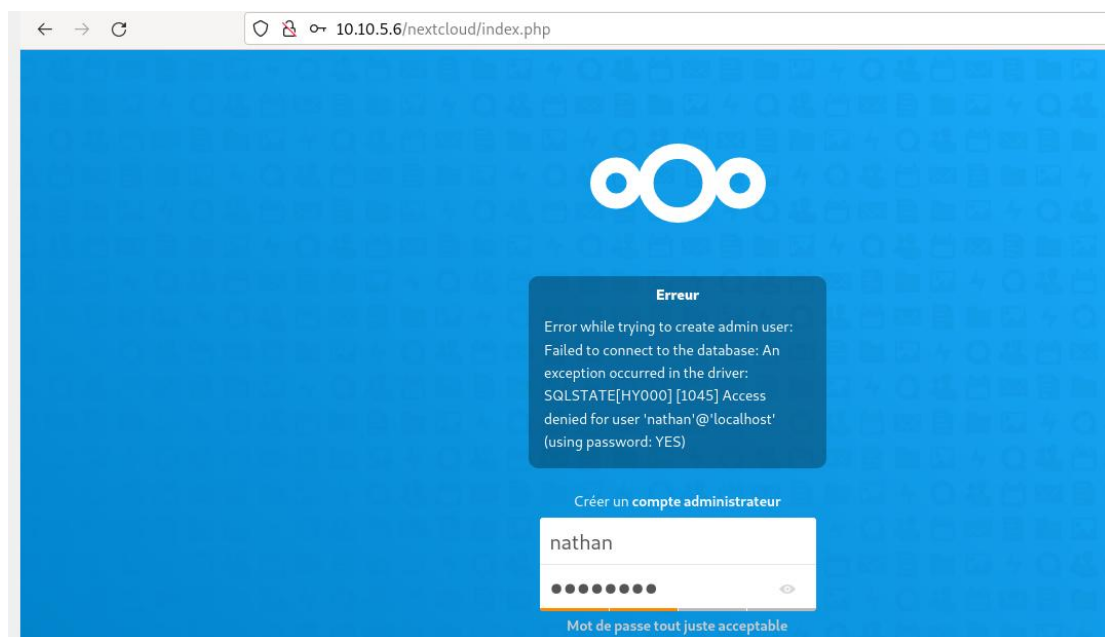 10.10.5.6/nextcloud/index.php
Erreur
Error while trying to create admin user:
Failed to connect to the database: An
exception occurred in the driver:
SQLSTATE[HY000] [1045] Access
denied for user 'nathan'@'localhost'
(using password: YES)
Créer un compte administrateur
nathan
●●●●●●●●
Mot de passe tout juste acceptable